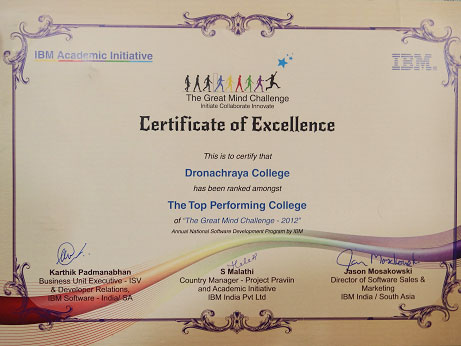 IBM Academic Initiative
IBM.
The Great Mind Challenge
Initiate Collaborate Innovate
Certificate of Excellence
This is to certify that
Dronachraya College
has been ranked amongst
The Top Performing College
of "The Great Mind Challenge - 2012"
Annual National Software Development Program by IBM
Karthik Padmanabhan
Business Unit Executive - ISV
& Developer Relations,
IBM Software - India/ SA
S Malathi
Country Manager - Project Praviin
and Academic Initiative
IBM India Pvt Ltd
Jason Mosakowski
Director of Software Sales &
Marketing
IBM India / South Asia